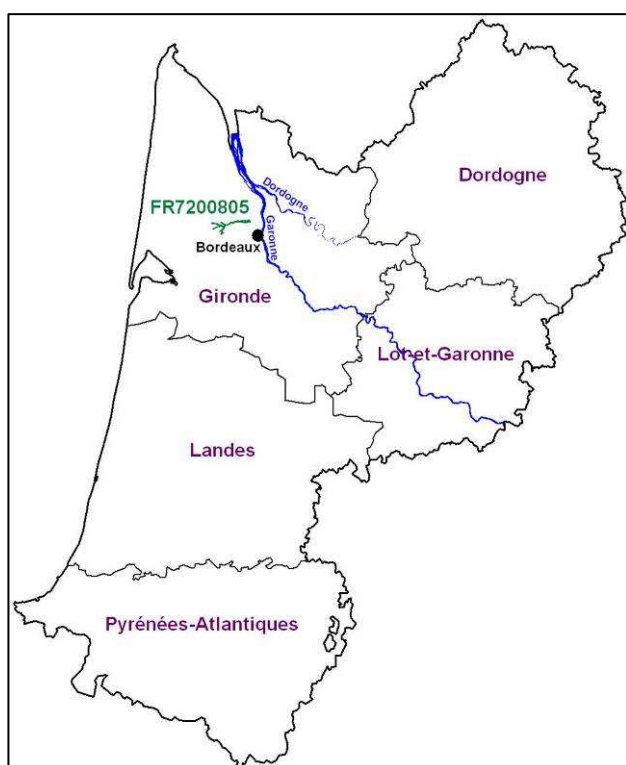 Dordogne
Dordogne
FR7200805
Garonne
Bordeaux
Gironde
Lot-et-Garonne
Landes
Pyrénées-Atlantiques